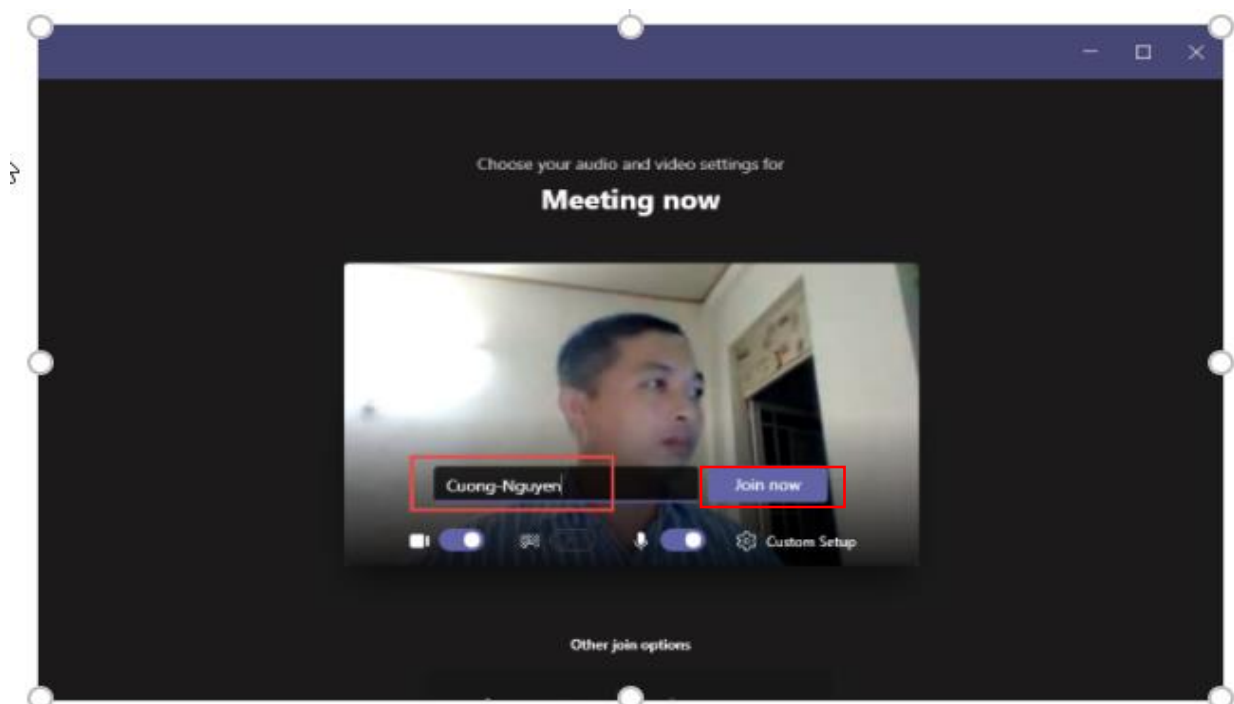 Choose your audio and video settings for
Meeting now
Cuong-Nguyen
Join now
Custom Setup
Other join options